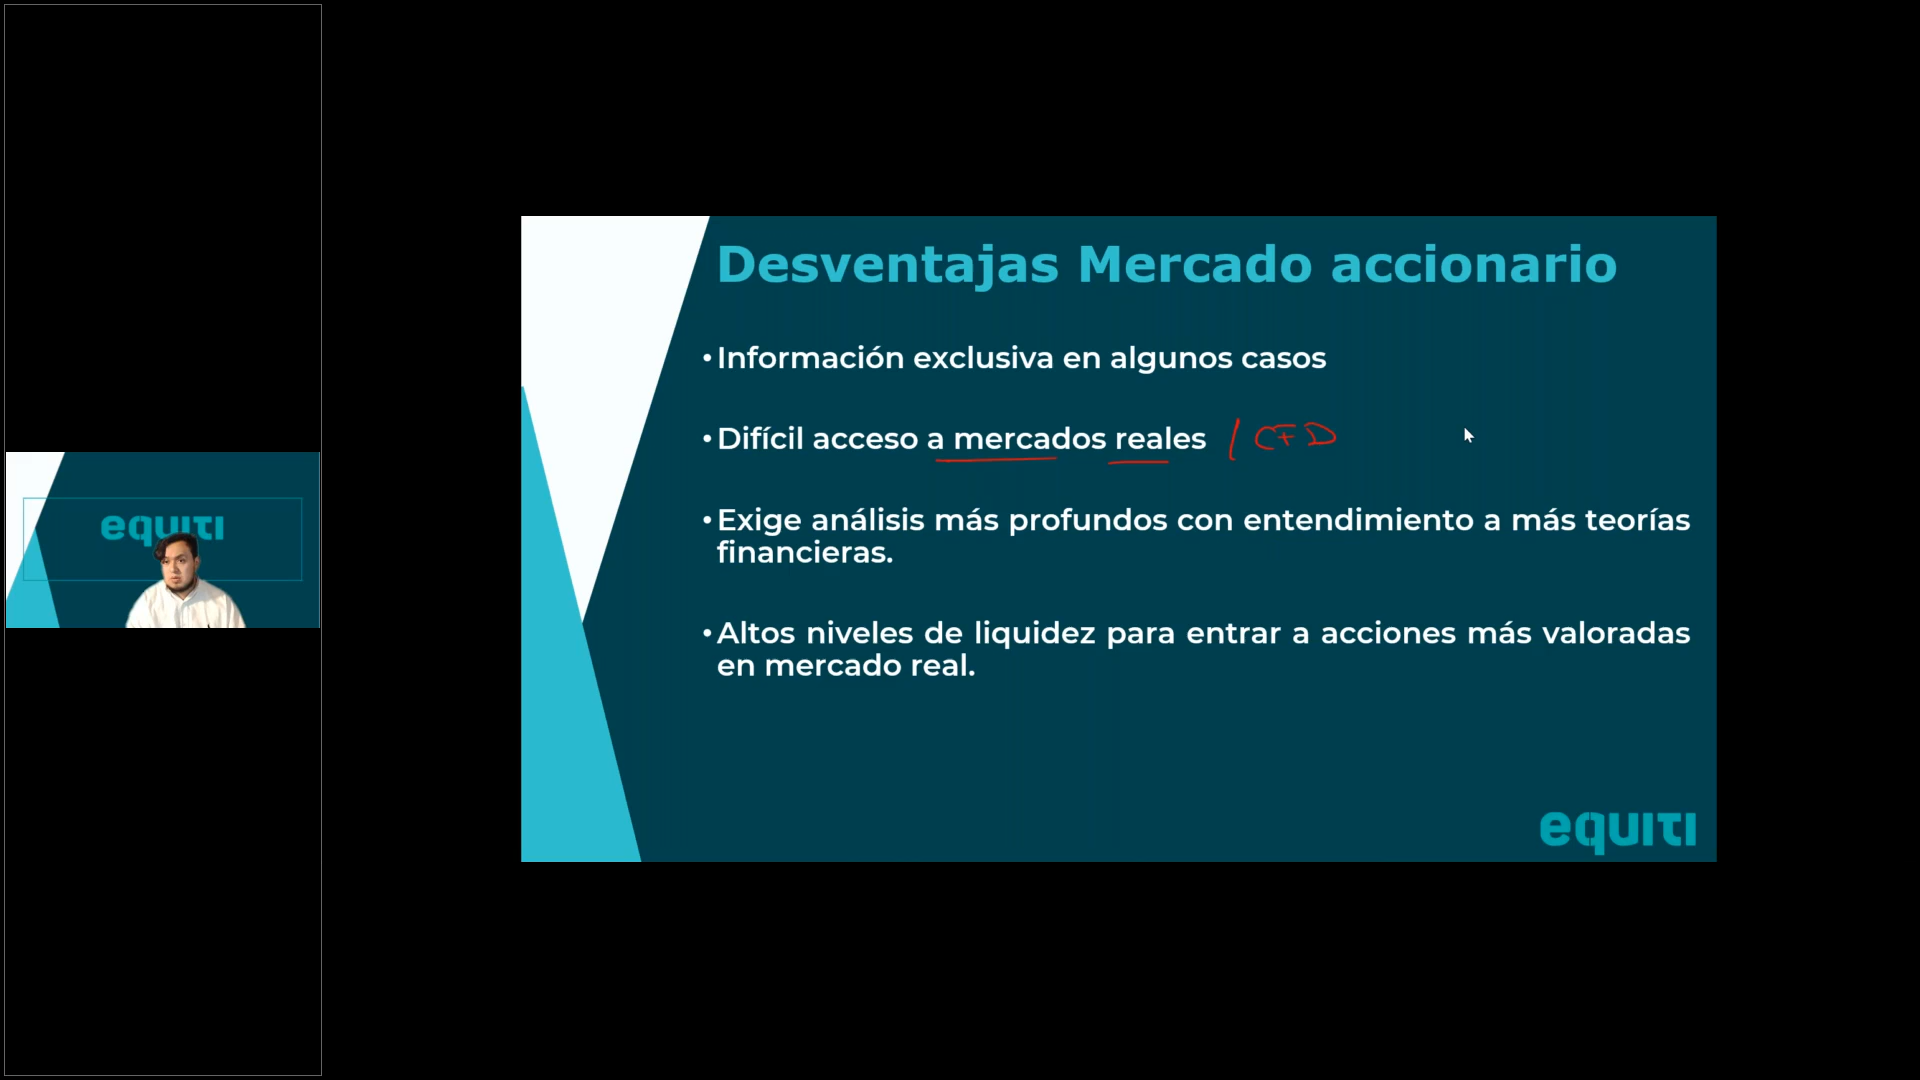 equiti
Desventajas Mercado accionario
• Información exclusiva en algunos casos
• Difícil acceso a mercados reales / CFD
• Exige análisis más profundos con entendimiento a más teorías
financieras.
• Altos niveles de liquidez para entrar a acciones más valoradas
en mercado real.
equiti